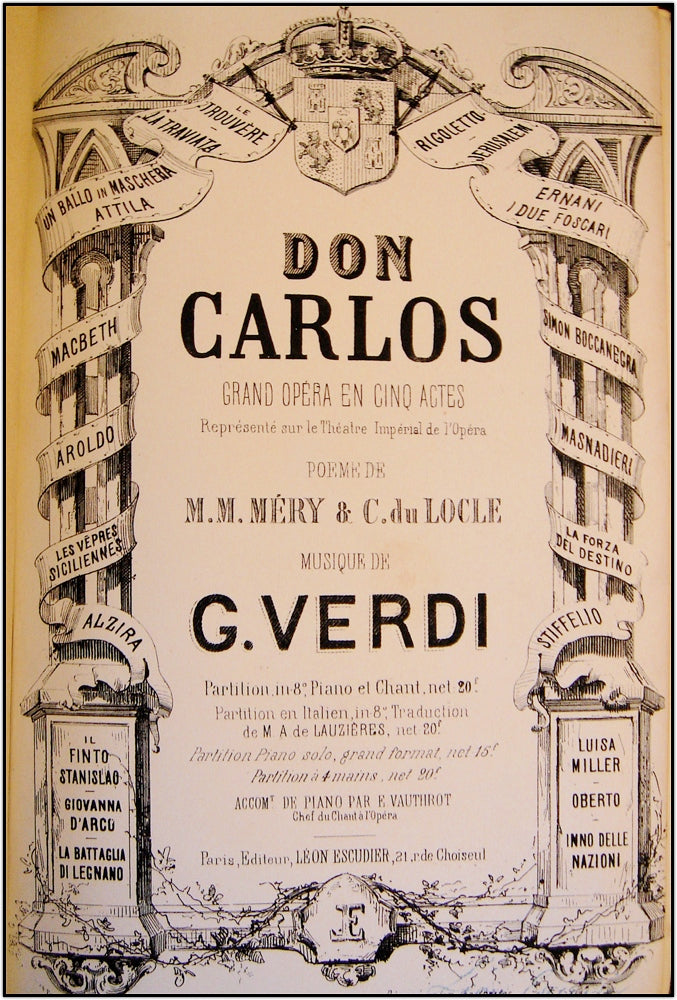 LE
TROUVÈRE
LA TRAVIATA
UN BALLO IN MASCHERA
ATTILA
MACBETH
AROLDO
LES VÊPRES
SICILIENNES
ALZIRA
IL
FINTO
STANISLAO
GIOVANNA
D'ARCO
LA BATTAGLIA
DI LEGNANO
RIGOLETTO
JERUSALEM
ERNANI
I DUE FOSCARI
SIMON BOCCANEGRA
I MASNADIERI
LA FORZA
DEL DESTINO
STIFFELIO
LUISA
MILLER
OBERTO
INNO DELLE
NAZIONI
DON
CARLOS
GRAND OPÉRA EN CINQ ACTES
Représenté sur le Théatre Impérial de l'Opéra
POEME DE
M.M. MÉRY & C. du LOCLE
MUSIQUE DE
G. VERDI
Partition, in-8º, Piano et Chant, net 20f
Partition en Italien, in-8º, Traduction
de M. A de LAUZIÈRES, net 20f
Partition Piano solo, grand format, net 15f
Partition à 4 mains, net 20f
ACCOMT DE PIANO PAR E. VAUTHROT
Chef du Chant à l'Opéra
Paris, Editeur, LÉON ESCUDIER, 21, r. de Choiseul
LE